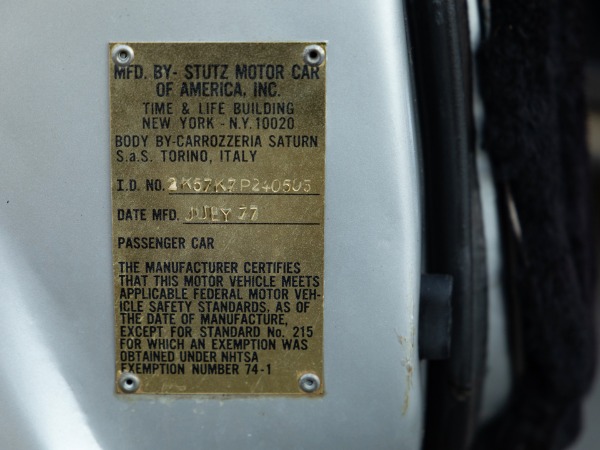 MFD. BY- STUTZ MOTOR CAR
OF AMERICA, INC.
TIME & LIFE BUILDING
NEW YORK - N.Y. 10020
BODY BY-CARROZZERIA SATURN
S.a.S. TORINO, ITALY
I.D. NO. 2K57K7P240503
DATE MFD. JULY 77
PASSENGER CAR
THE MANUFACTURER CERTIFIES
THAT THIS MOTOR VEHICLE MEETS
APPLICABLE FEDERAL MOTOR VEH-
ICLE SAFETY STANDARDS, AS OF
THE DATE OF MANUFACTURE,
EXCEPT FOR STANDARD No. 215
FOR WHICH AN EXEMPTION WAS
OBTAINED UNDER NHTSA
EXEMPTION NUMBER 74-1